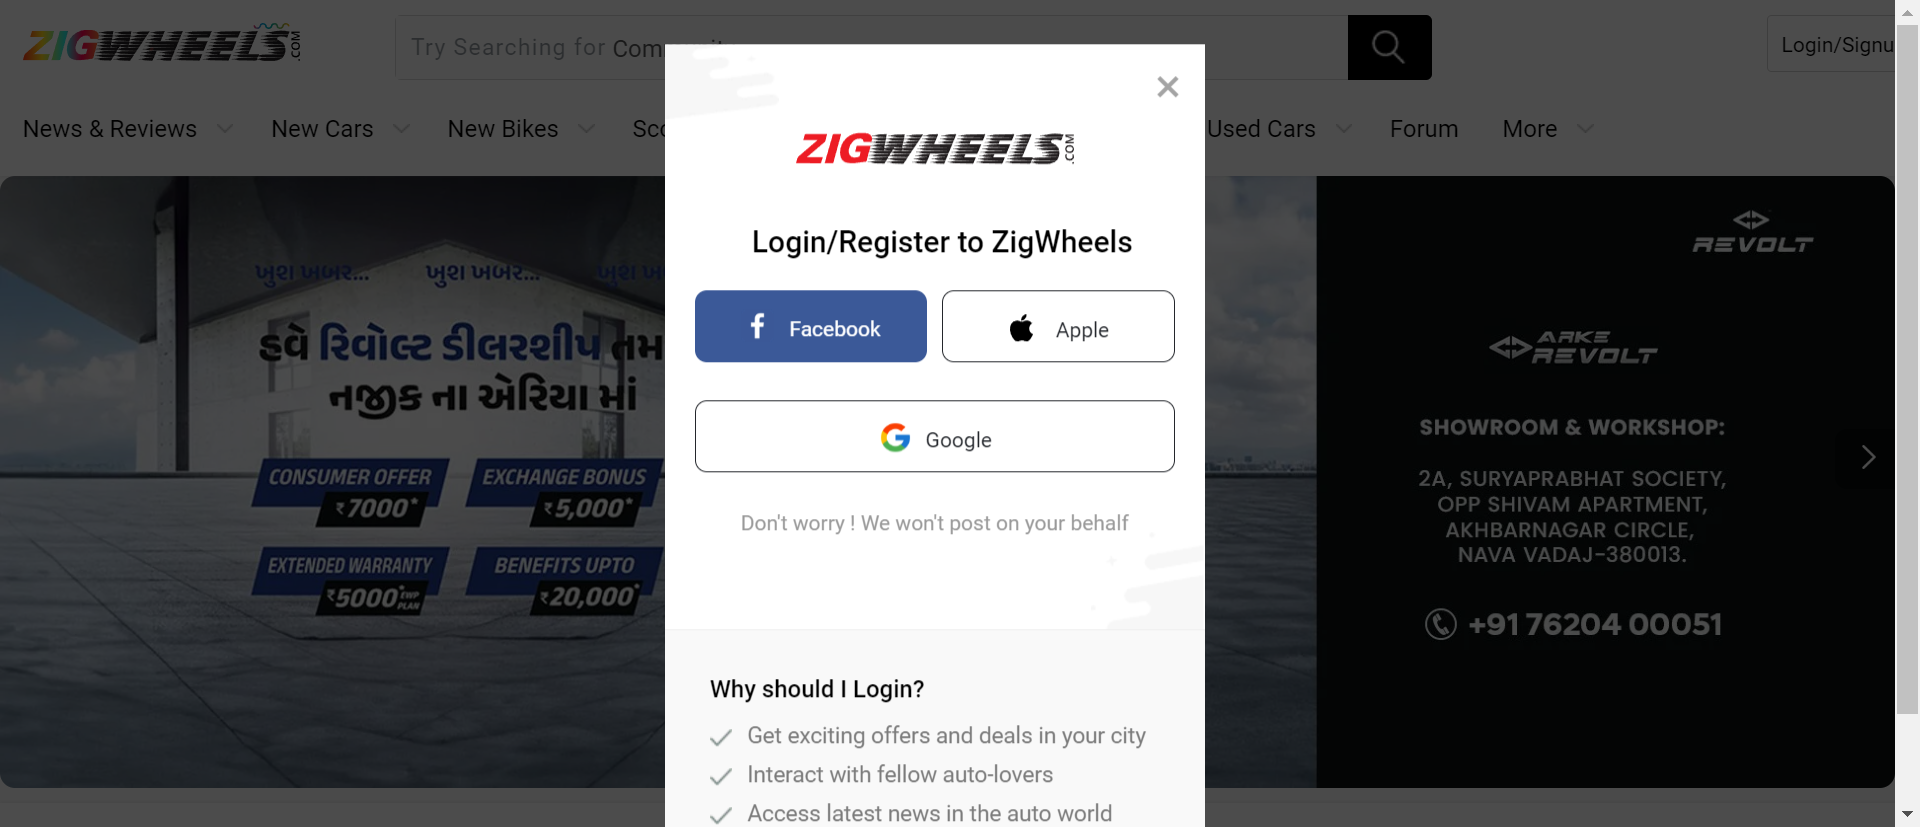 ZIGWHEELS.COM
Try Searching for
Login/Signu
News & Reviews
New Cars
New Bikes
Used Cars
Forum
More
ZIGWHEELS.COM
Login/Register to ZigWheels
Facebook
Apple
Google
Don't worry ! We won't post on your behalf
Why should I Login?
Get exciting offers and deals in your city
Interact with fellow auto-lovers
Access latest news in the auto world
ખુશ ખબર... ખુશ ખબર... ખુશ ખબ
હવે રિવોલ્ટ ડીલરશીપ તમ
નજીક ના એરિયા માં
CONSUMER OFFER
₹7000*
EXCHANGE BONUS
₹5,000*
EXTENDED WARRANTY
₹5000* EWP PLAN
BENEFITS UPTO
₹20,000*
REVOLT
ARKE
REVOLT
SHOWROOM & WORKSHOP:
2A, SURYAPRABHAT SOCIETY,
OPP SHIVAM APARTMENT,
AKHBARNAGAR CIRCLE,
NAVA VADAJ-380013.
+91 76204 00051